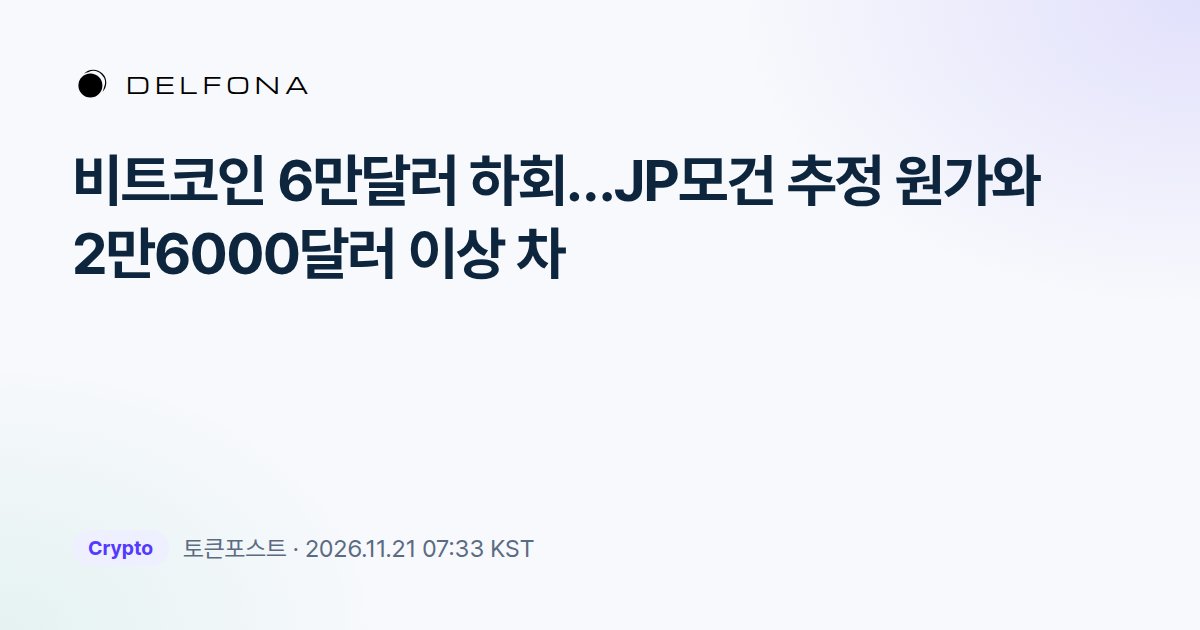 DELFONA
비트코인 6만달러 하회…JP모건 추정 원가와
2만6000달러 이상 차
Crypto 토큰포스트 · 2026.11.21 07:33 KST